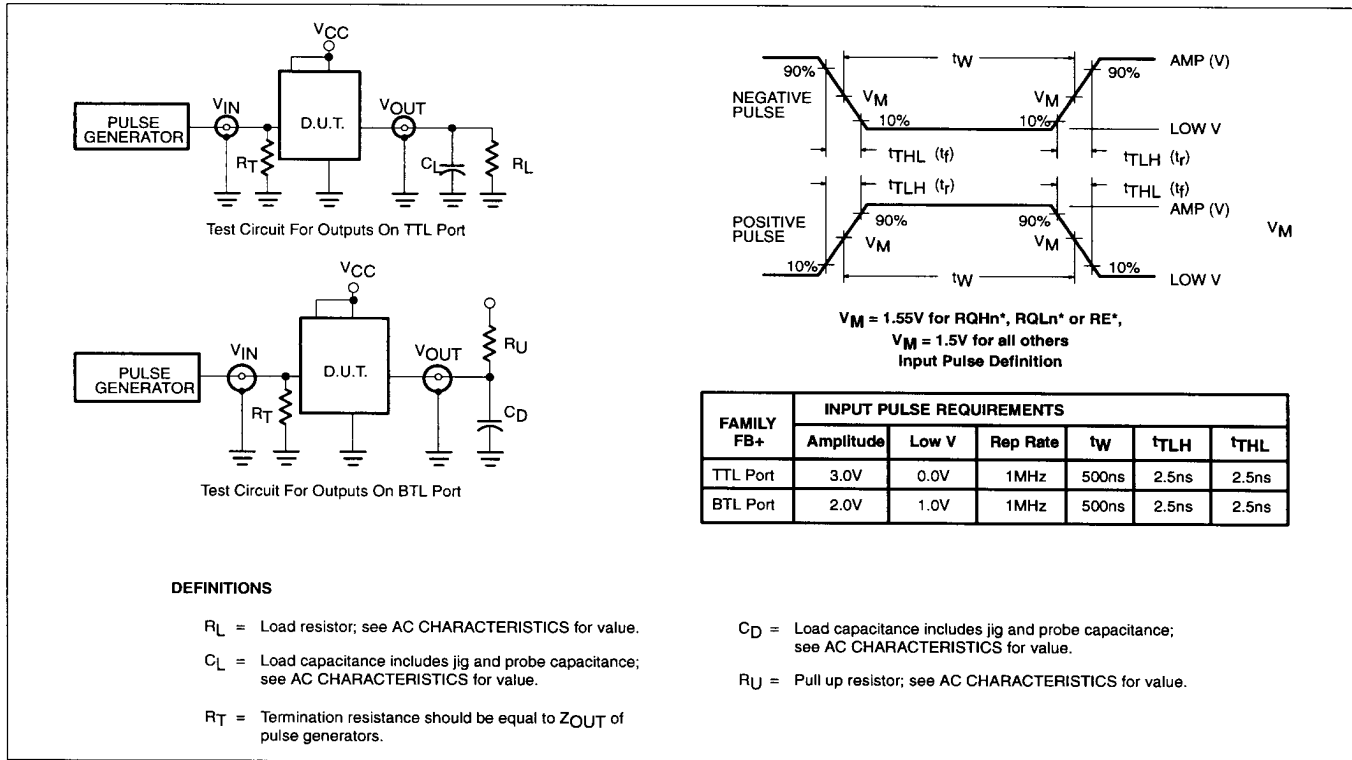 VCC
VIN
VOUT
PULSE
GENERATOR
D.U.T.
RT
CL
RL
Test Circuit For Outputs On TTL Port
VCC
RU
VIN
VOUT
PULSE
GENERATOR
D.U.T.
RT
CD
Test Circuit For Outputs On BTL Port
tW
AMP (V)
90%
90%
NEGATIVE
PULSE
VM
VM
10%
10%
LOW V
tTHL (tf)
tTLH (tr)
tTLH (tr)
tTHL (tf)
AMP (V)
90%
90%
POSITIVE
PULSE
VM
VM
VM
10%
10%
tW
LOW V
VM = 1.55V for RQHn*, RQLn* or RE*,
VM = 1.5V for all others
Input Pulse Definition
FAMILY
FB+
INPUT PULSE REQUIREMENTS
Amplitude Low V Rep Rate tW tTLH tTHL
TTL Port 3.0V 0.0V 1MHz 500ns 2.5ns 2.5ns
BTL Port 2.0V 1.0V 1MHz 500ns 2.5ns 2.5ns
DEFINITIONS
RL = Load resistor; see AC CHARACTERISTICS for value.
CL = Load capacitance includes jig and probe capacitance;
see AC CHARACTERISTICS for value.
RT = Termination resistance should be equal to ZOUT of
pulse generators.
CD = Load capacitance includes jig and probe capacitance;
see AC CHARACTERISTICS for value.
RU = Pull up resistor; see AC CHARACTERISTICS for value.